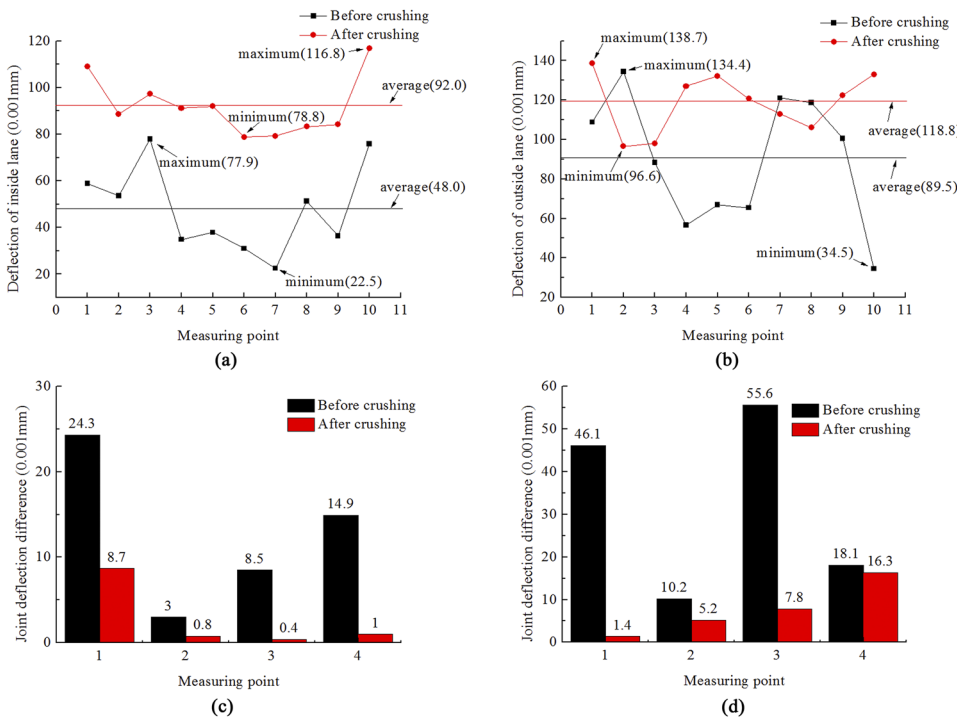 Before crushing
After crushing
Deflection of inside lane (0.001mm)
120
100
80
60
40
20
maximum(116.8)
average(92.0)
minimum(78.8)
maximum(77.9)
average(48.0)
minimum(22.5)
0 1 2 3 4 5 6 7 8 9 10 11
Measuring point
(a)
Before crushing
After crushing
Deflection of outside lane (0.001mm)
140
120
100
80
60
40
20
maximum(138.7)
maximum(134.4)
average(118.8)
minimum(96.6)
average(89.5)
minimum(34.5)
0 1 2 3 4 5 6 7 8 9 10 11
Measuring point
(b)
Before crushing
After crushing
Joint deflection difference (0.001mm)
30
20
10
0
24.3
8.7
3
0.8
8.5
0.4
14.9
1
1 2 3 4
Measuring point
(c)
Before crushing
After crushing
Joint deflection difference (0.001mm)
60
50
40
30
20
10
0
46.1
1.4
10.2
5.2
55.6
7.8
18.1
16.3
1 2 3 4
Measuring point
(d)